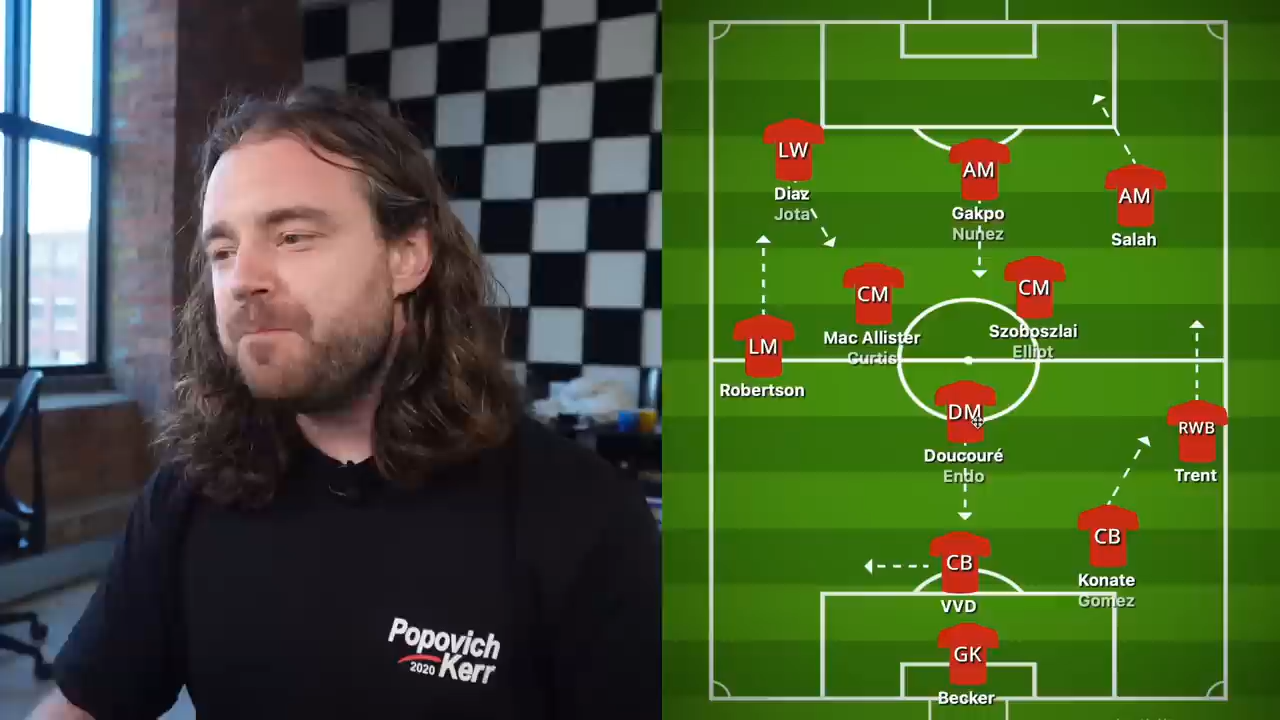 LW
Diaz
Jota
AM
Gakpo
Nunez
AM
Salah
CM
Mac Allister
Curtis
CM
Szoboszlai
Elliot
LM
Robertson
DM
Doucouré
Endo
RWB
Trent
CB
VVD
CB
Konate
Gomez
GK
Becker
Popovich
2020 Kerr